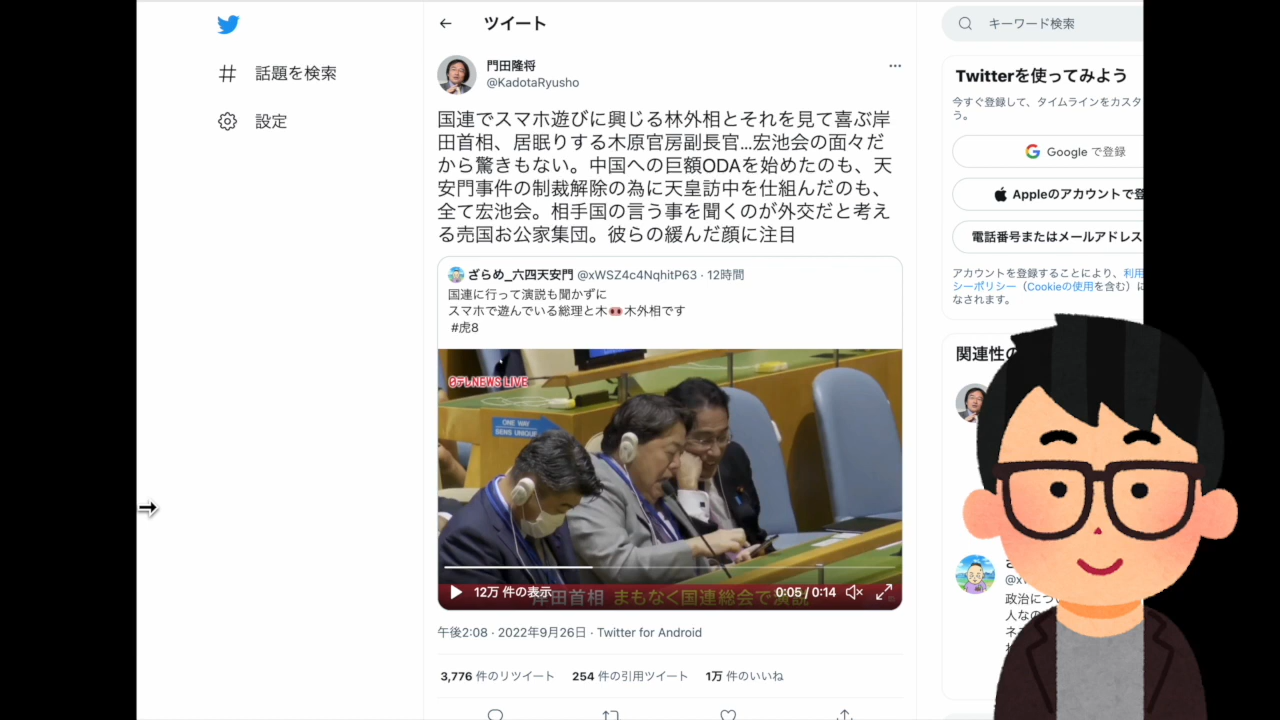 ツイート
キーワード検索
話題を検索
設定
門田隆将
@KadotaRyusho
国連でスマホ遊びに興じる林外相とそれを見て喜ぶ岸
田首相、居眠りする木原官房副長官...宏池会の面々だ
から驚きもない。中国への巨額ODAを始めたのも、天
安門事件の制裁解除の為に天皇訪中を仕組んだのも、
全て宏池会。相手国の言う事を聞くのが外交だと考え
る売国お公家集団。彼らの緩んだ顔に注目
ざらめ_六四天安門 @xWSZ4c4NqhitP63 · 12時間
国連に行って演説も聞かずに
スマホで遊んでいる総理と木木外相です
#虎8
日テレNEWS LIVE
ONE WAY
SENS UNIQUE
12万 件の表示
0:05 / 0:14
岸田首相 まもなく国連総会で演説
午後2:08 · 2022年9月26日 · Twitter for Android
3,776 件のリツイート 254 件の引用ツイート 1万 件のいいね
Twitterを使ってみよう
今すぐ登録して、タイムラインをカスタ
う。
Google で登録
Appleのアカウントで登
電話番号またはメールアドレス
アカウントを登録することにより、利用
シーポリシー（Cookieの使用を含む）に
なされます。
関連性の
政治につ
人なの